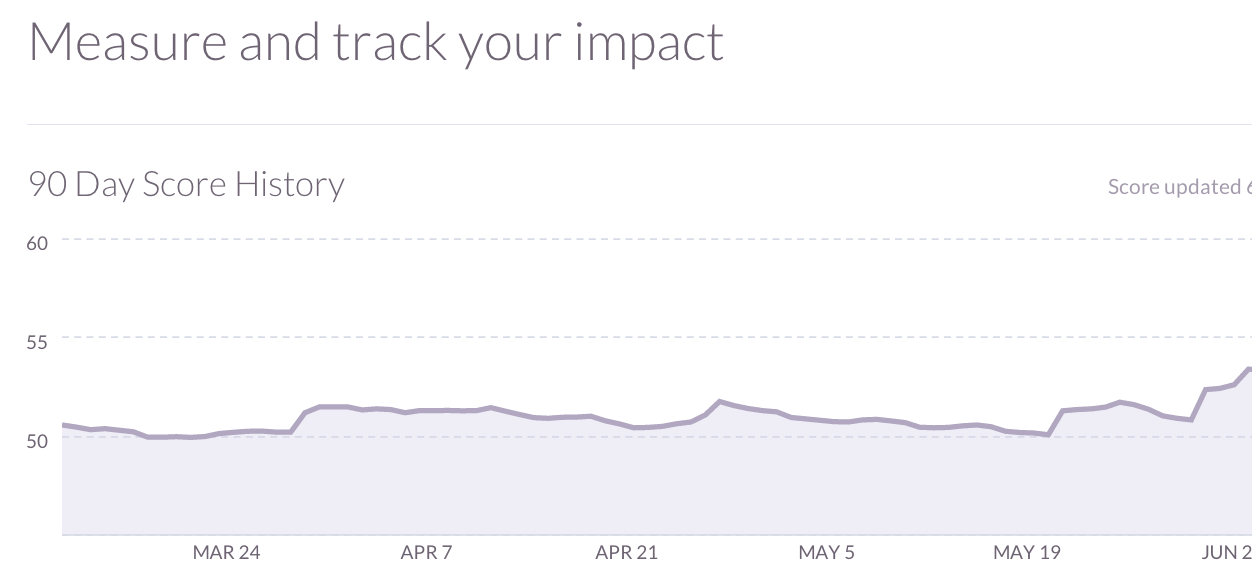 Measure and track your impact
90 Day Score History
Score updated
60
55
50
MAR 24 APR 7 APR 21 MAY 5 MAY 19 JUN 2